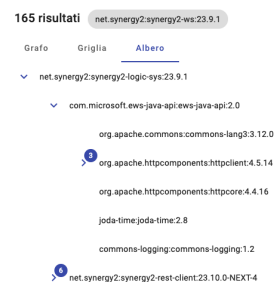 165 risultati net.synergy2:synergy2-ws:23.9.1
Grafo Griglia Albero
net.synergy2:synergy2-logic-sys:23.9.1
com.microsoft.ews-java-api:ews-java-api:2.0
org.apache.commons:commons-lang3:3.12.0
3 org.apache.httpcomponents:httpclient:4.5.14
org.apache.httpcomponents:httpcore:4.4.16
joda-time:joda-time:2.8
commons-logging:commons-logging:1.2
6 net.synergy2:synergy2-rest-client:23.10.0-NEXT-4